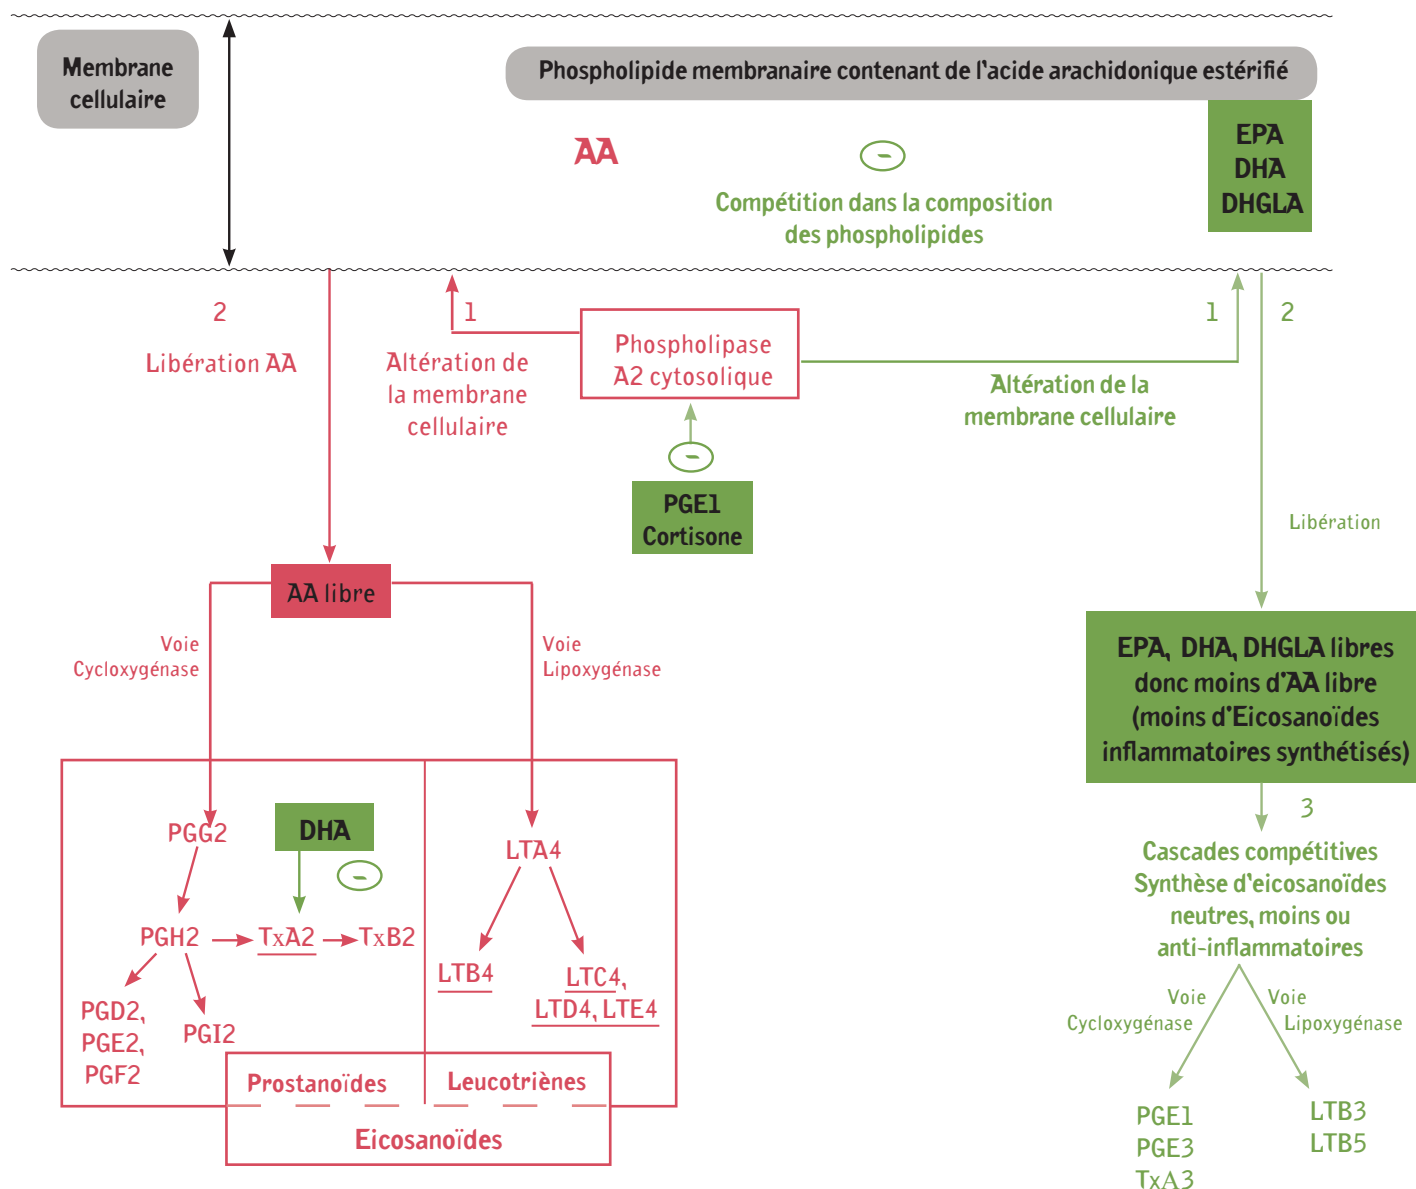 Membrane
cellulaire
Phospholipide membranaire contenant de l'acide arachidonique estérifié
AA
-
Compétition dans la composition
des phospholipides
EPA
DHA
DHGLA
2
Libération AA
1
Altération de
la membrane
cellulaire
Phospholipase
A2 cytosolique
-
PGE1
Cortisone
1
2
Altération de la
membrane cellulaire
Libération
AA libre
Voie
Cycloxygénase
Voie
Lipoxygénase
EPA, DHA, DHGLA libres
donc moins d'AA libre
(moins d'Eicosanoïdes
inflammatoires synthétisés)
PGG2
DHA
-
LTA4
PGH2
TxA2
TxB2
LTB4
LTC4,
LTD4, LTE4
PGD2,
PGE2,
PGF2
PGI2
Prostanoïdes
Leucotriènes
Eicosanoïdes
3
Cascades compétitives
Synthèse d'eicosanoïdes
neutres, moins ou
anti-inflammatoires
Voie
Cycloxygénase
Voie
Lipoxygénase
PGE1
PGE3
TxA3
LTB3
LTB5